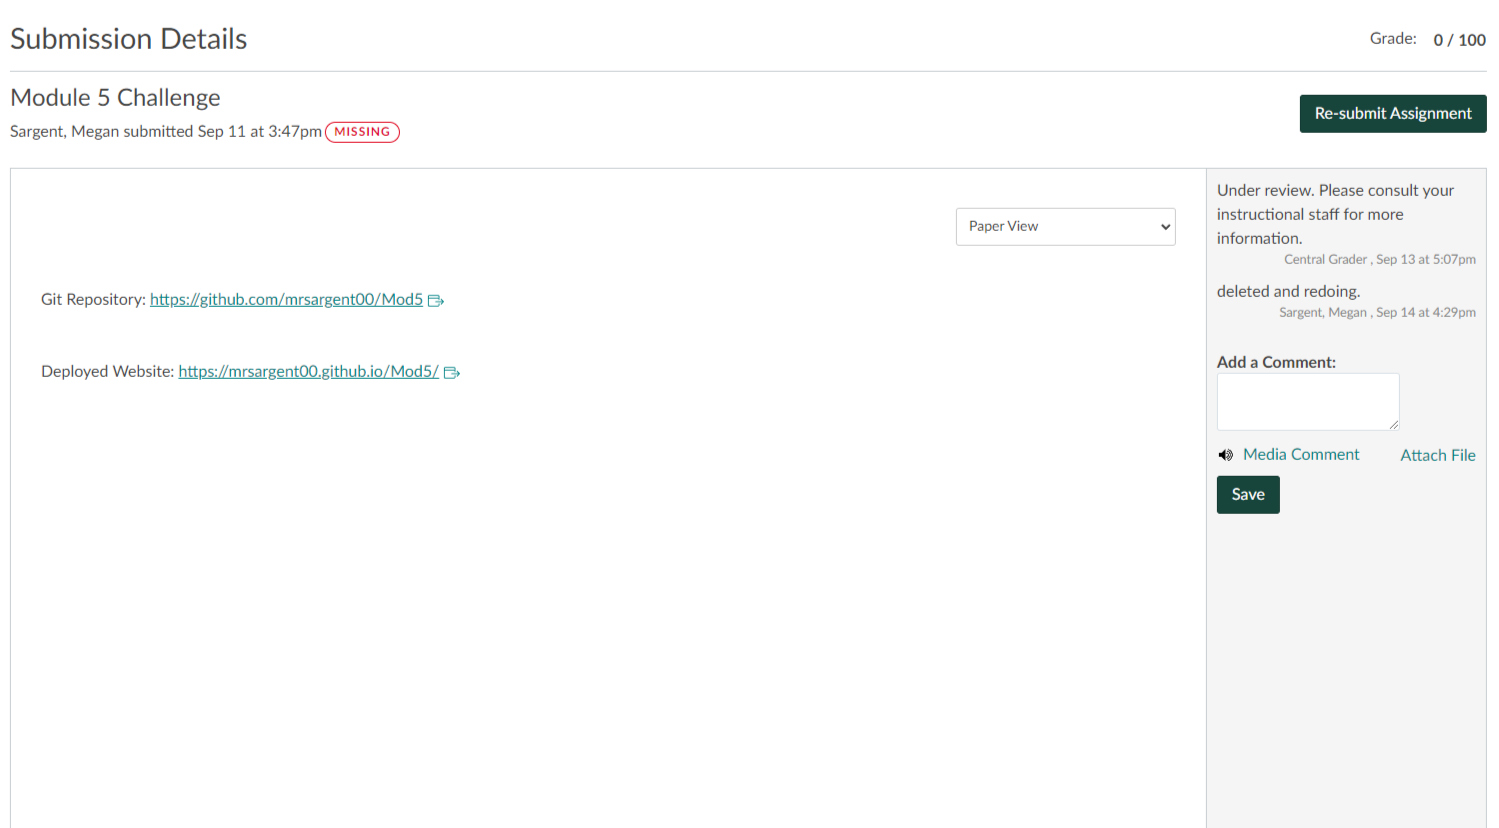 Submission Details
Grade: 0 / 100
Module 5 Challenge
Sargent, Megan submitted Sep 11 at 3:47pm MISSING
Re-submit Assignment
Paper View
Git Repository: https://github.com/mrsargent00/Mod5
Deployed Website: https://mrsargent00.github.io/Mod5/
Under review. Please consult your
instructional staff for more
information.
Central Grader , Sep 13 at 5:07pm
deleted and redoing.
Sargent, Megan , Sep 14 at 4:29pm
Add a Comment:
Media Comment Attach File
Save